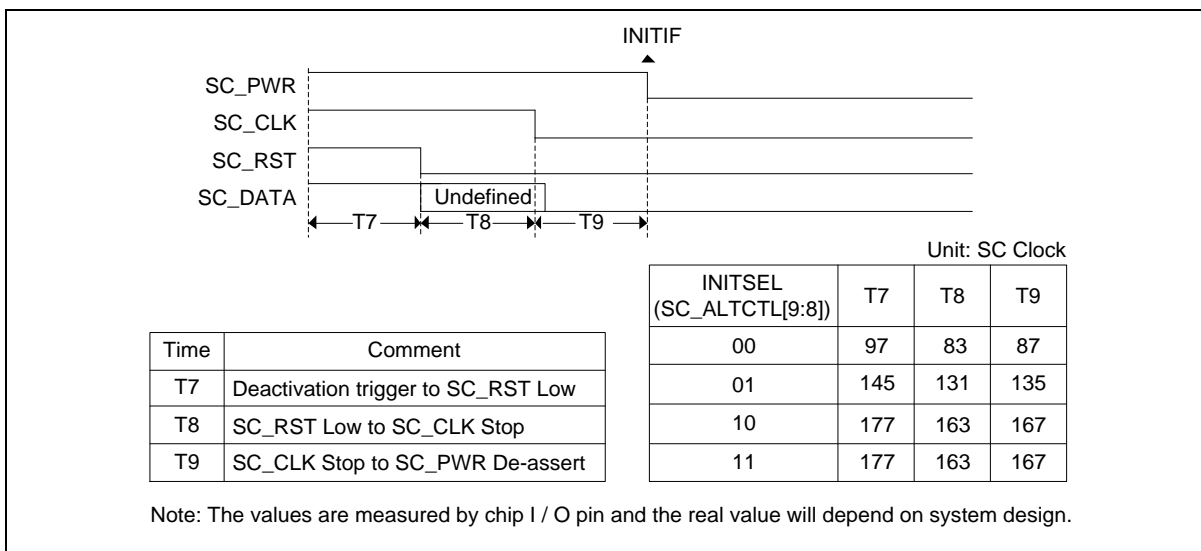 INITIF
SC_PWR
SC_CLK
SC_RST
SC_DATA
Undefined
T7
T8
T9
Unit: SC Clock
INITSEL
(SC_ALTCTL[9:8])
T7
T8
T9
00
97
83
87
01
145
131
135
10
177
163
167
11
177
163
167
Time
Comment
T7
Deactivation trigger to SC_RST Low
T8
SC_RST Low to SC_CLK Stop
T9
SC_CLK Stop to SC_PWR De-assert
Note: The values are measured by chip I / O pin and the real value will depend on system design.